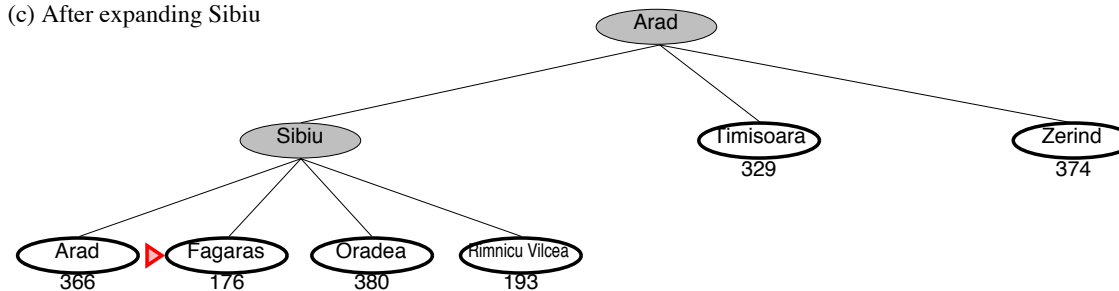 (c) After expanding Sibiu
Arad
Sibiu
Timisoara
Zerind
329
374
Arad
Fagaras
Oradea
Rimnicu Vilcea
366
176
380
193